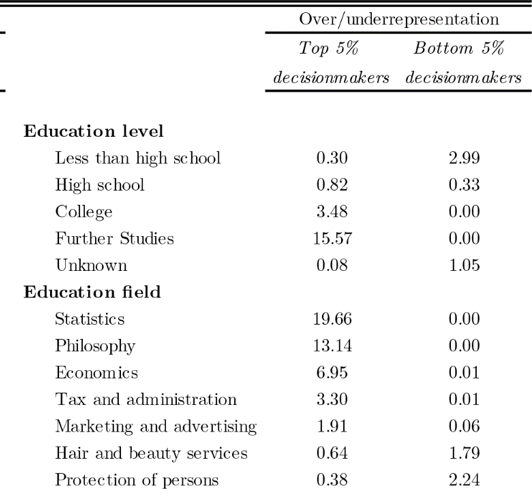 Over/underrepresentation
Top 5% Bottom 5%
decisionmakers decisionmakers
Education level
Less than high school 0.30 2.99
High school 0.82 0.33
College 3.48 0.00
Further Studies 15.57 0.00
Unknown 0.08 1.05
Education field
Statistics 19.66 0.00
Philosophy 13.14 0.00
Economics 6.95 0.01
Tax and administration 3.30 0.01
Marketing and advertising 1.91 0.06
Hair and beauty services 0.64 1.79
Protection of persons 0.38 2.24